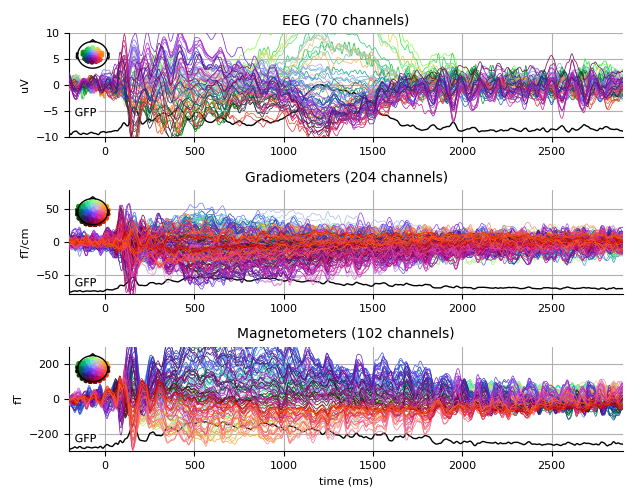 EEG (70 channels)
10
5
0
−5
−10
uV
GFP
0 500 1000 1500 2000 2500
Gradiometers (204 channels)
50
0
−50
fT/cm
GFP
0 500 1000 1500 2000 2500
Magnetometers (102 channels)
200
0
−200
fT
GFP
0 500 1000 1500 2000 2500
time (ms)